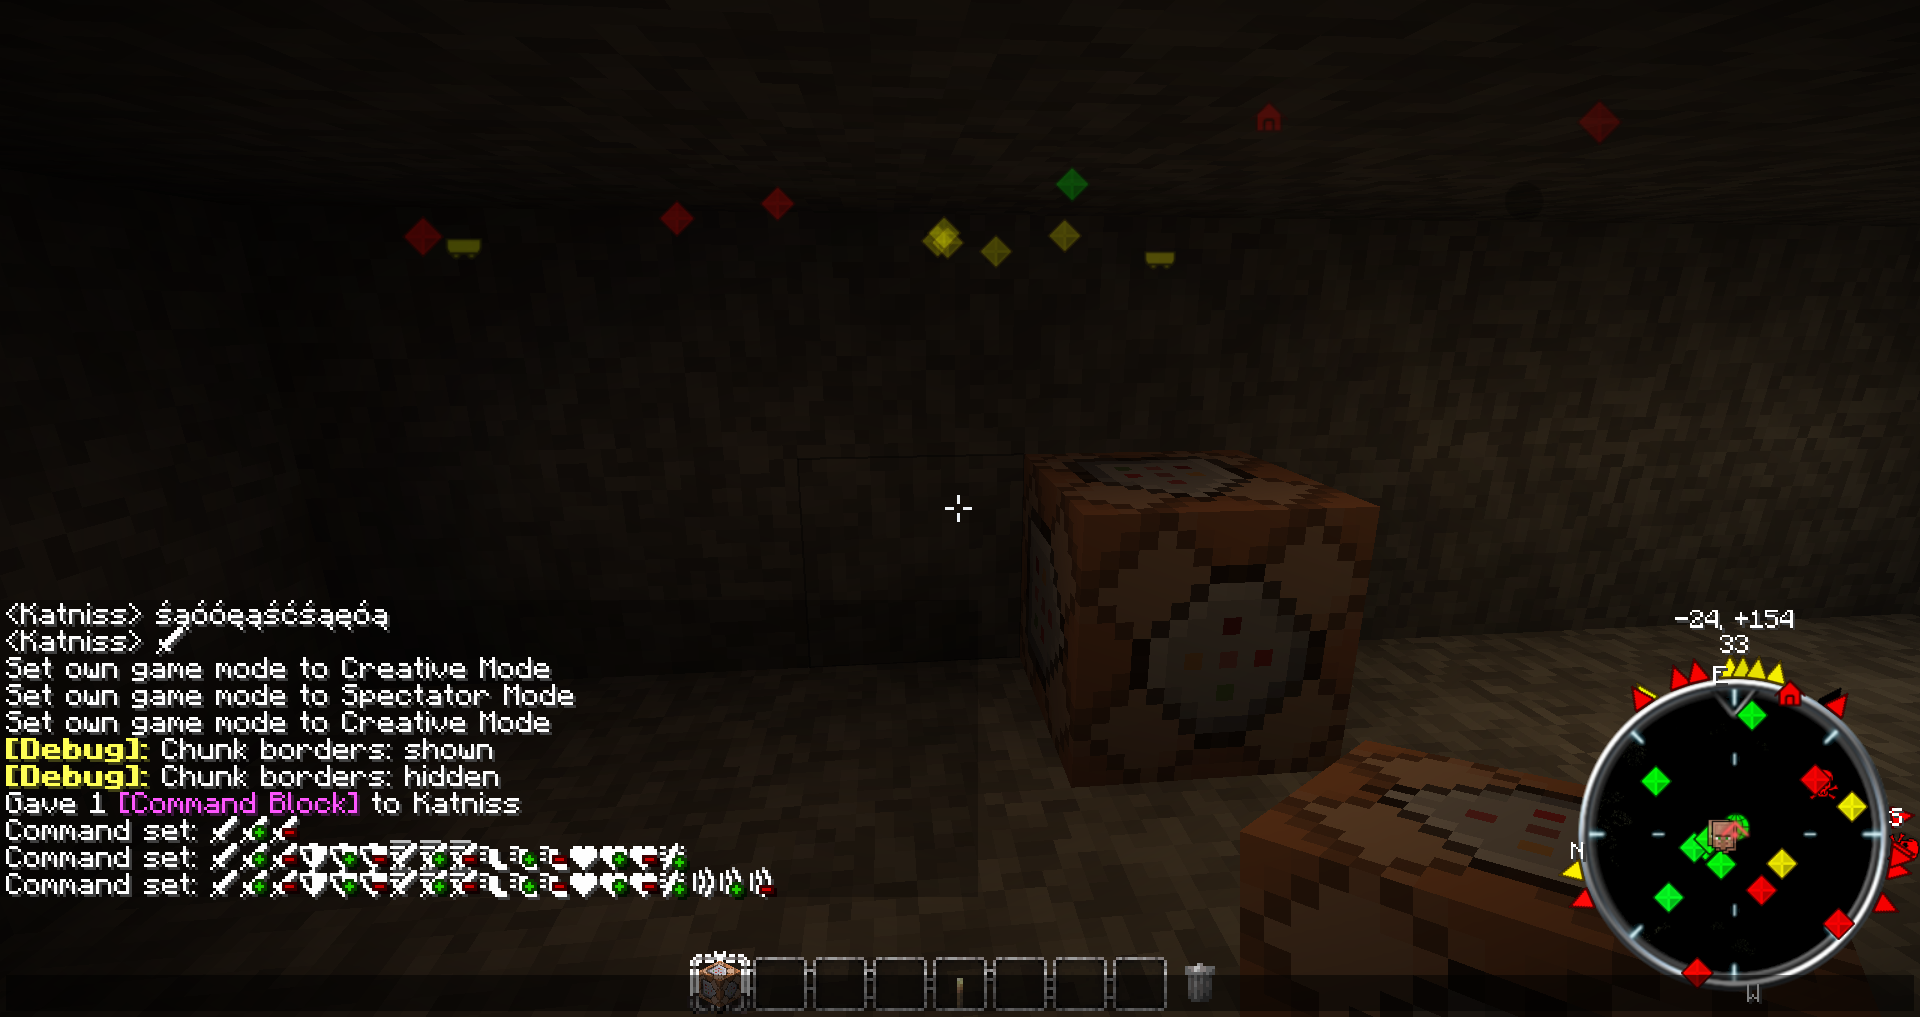 <Katniss> śąóóęąśćśąęóą
<Katniss>
Set own game mode to Creative Mode
Set own game mode to Spectator Mode
Set own game mode to Creative Mode
[Debug]: Chunk borders: shown
[Debug]: Chunk borders: hidden
Gave 1 [Command Block] to Katniss
Command set:
Command set:
Command set:
-24, +154
33
E
S
N
W